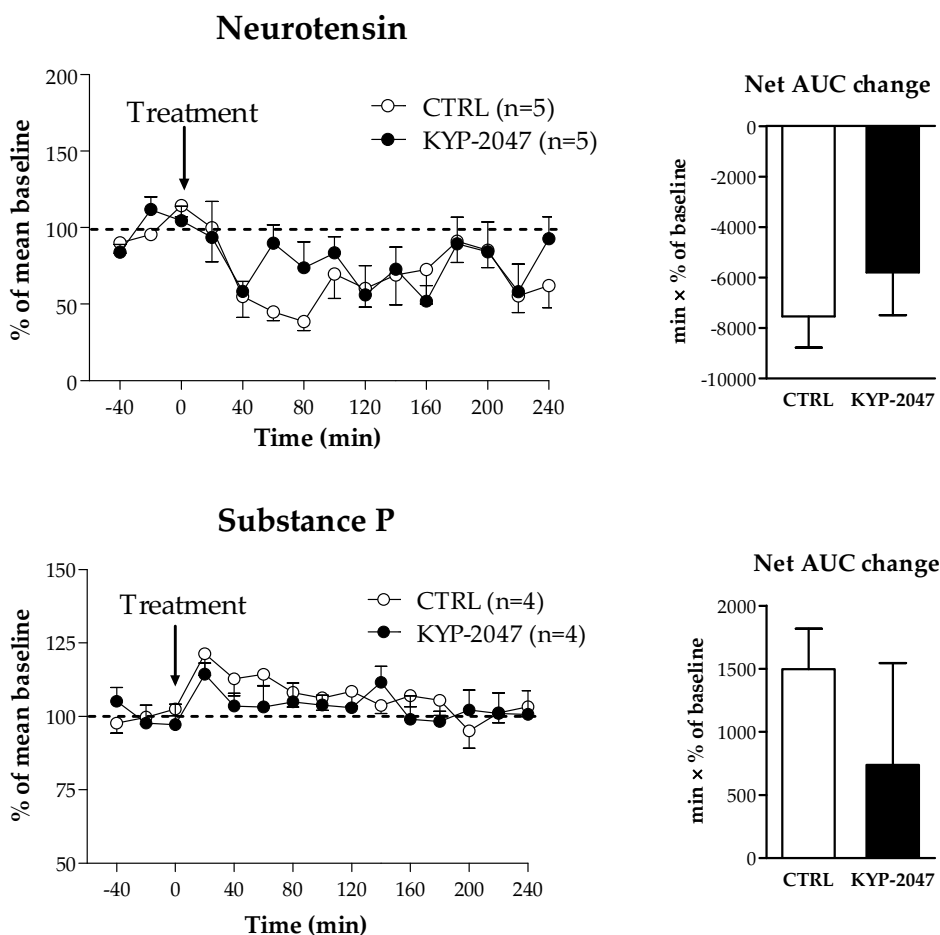 Neurotensin
200
150
100
50
0
% of mean baseline
Treatment
CTRL (n=5)
KYP-2047 (n=5)
-40 0 40 80 120 160 200 240
Time (min)
Net AUC change
0
-2000
-4000
-6000
-8000
-10000
min × % of baseline
CTRL KYP-2047
Substance P
150
125
100
75
50
% of mean baseline
Treatment
CTRL (n=4)
KYP-2047 (n=4)
-40 0 40 80 120 160 200 240
Time (min)
Net AUC change
2000
1500
1000
500
0
min × % of baseline
CTRL KYP-2047